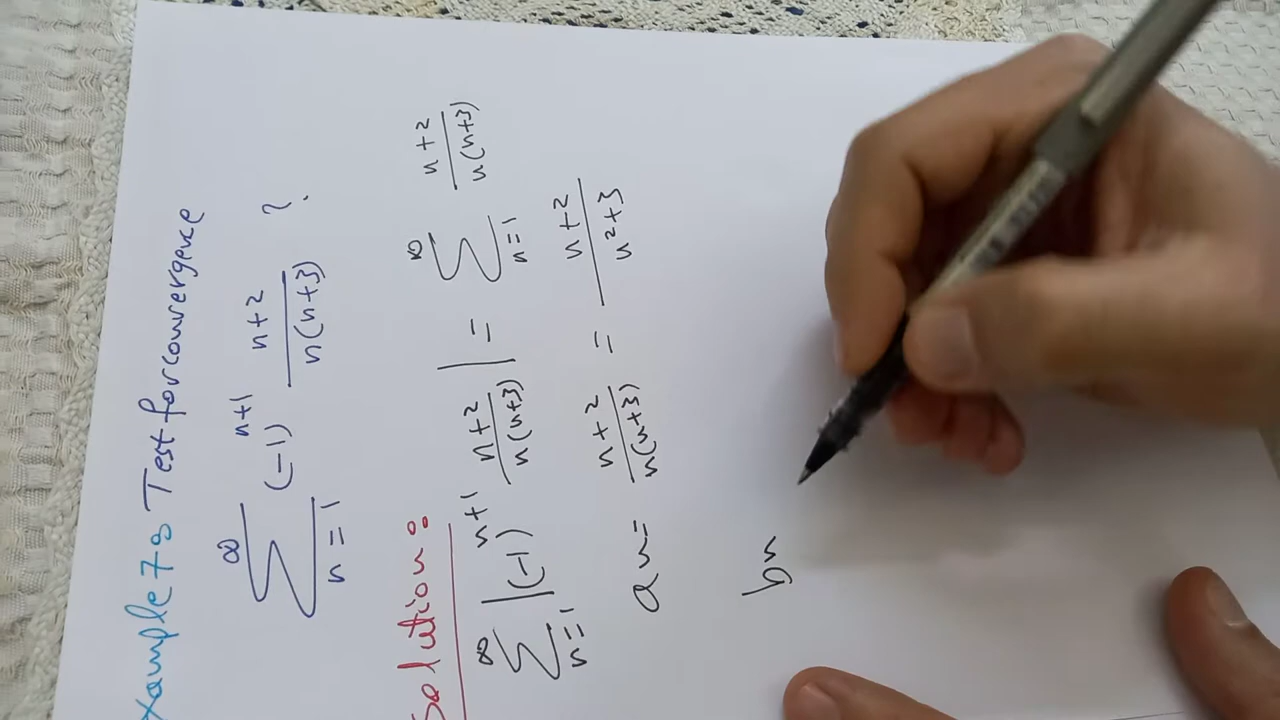 xample 7: Test for convergence
∞ ∑ n=1 (-1)^n+1 n+2 / n(n+3) ?
Solution:
∞ ∑ n=1 |(-1)^n+1 n+2 / n(n+3)| = ∞ ∑ n=1 n+2 / n(n+3)
an = n+2 / n(n+3) = n+2 / n²+3
bn